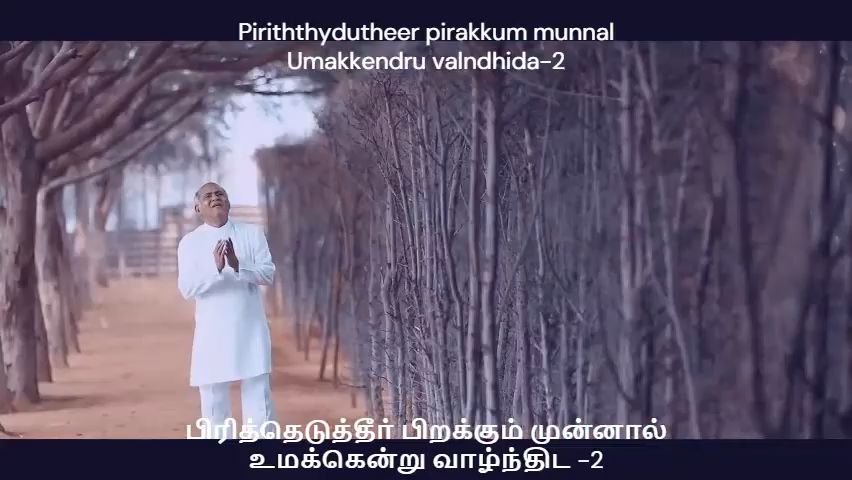 Piriththydutheer pirakkum munnal
Umakkendru valndhida-2
பிரித்தெடுத்தீர் பிறக்கும் முன்னால்
உமக்கென்று வாழ்ந்திட -2